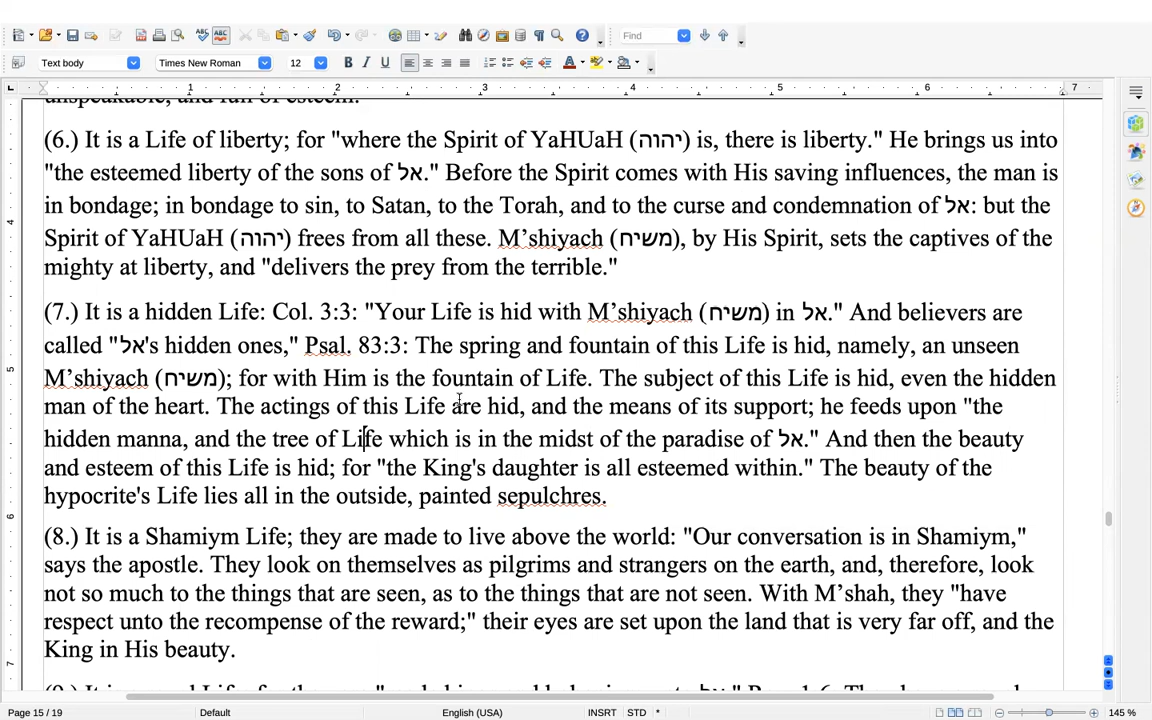 Find
Text body
Times New Roman
12
1 2 3 4 5 6 7
unspeakable, and full of esteem.
(6.) It is a Life of liberty; for "where the Spirit of YaHUaH (יהוה) is, there is liberty." He brings us into
"the esteemed liberty of the sons of אל." Before the Spirit comes with His saving influences, the man is
in bondage; in bondage to sin, to Satan, to the Torah, and to the curse and condemnation of אל: but the
Spirit of YaHUaH (יהוה) frees from all these. M’shiyach (משיח), by His Spirit, sets the captives of the
mighty at liberty, and "delivers the prey from the terrible."
(7.) It is a hidden Life: Col. 3:3: "Your Life is hid with M’shiyach (משיח) in אל." And believers are
called "אל's hidden ones," Psal. 83:3: The spring and fountain of this Life is hid, namely, an unseen
M’shiyach (משיח); for with Him is the fountain of Life. The subject of this Life is hid, even the hidden
man of the heart. The actings of this Life are hid, and the means of its support; he feeds upon "the
hidden manna, and the tree of Life which is in the midst of the paradise of אל." And then the beauty
and esteem of this Life is hid; for "the King's daughter is all esteemed within." The beauty of the
hypocrite's Life lies all in the outside, painted sepulchres.
(8.) It is a Shamiym Life; they are made to live above the world: "Our conversation is in Shamiym,"
says the apostle. They look on themselves as pilgrims and strangers on the earth, and, therefore, look
not so much to the things that are seen, as to the things that are not seen. With M’shah, they "have
respect unto the recompense of the reward;" their eyes are set upon the land that is very far off, and the
King in His beauty.
4
5
6
7
Page 15 / 19
Default
English (USA)
INSRT
STD
*
145 %